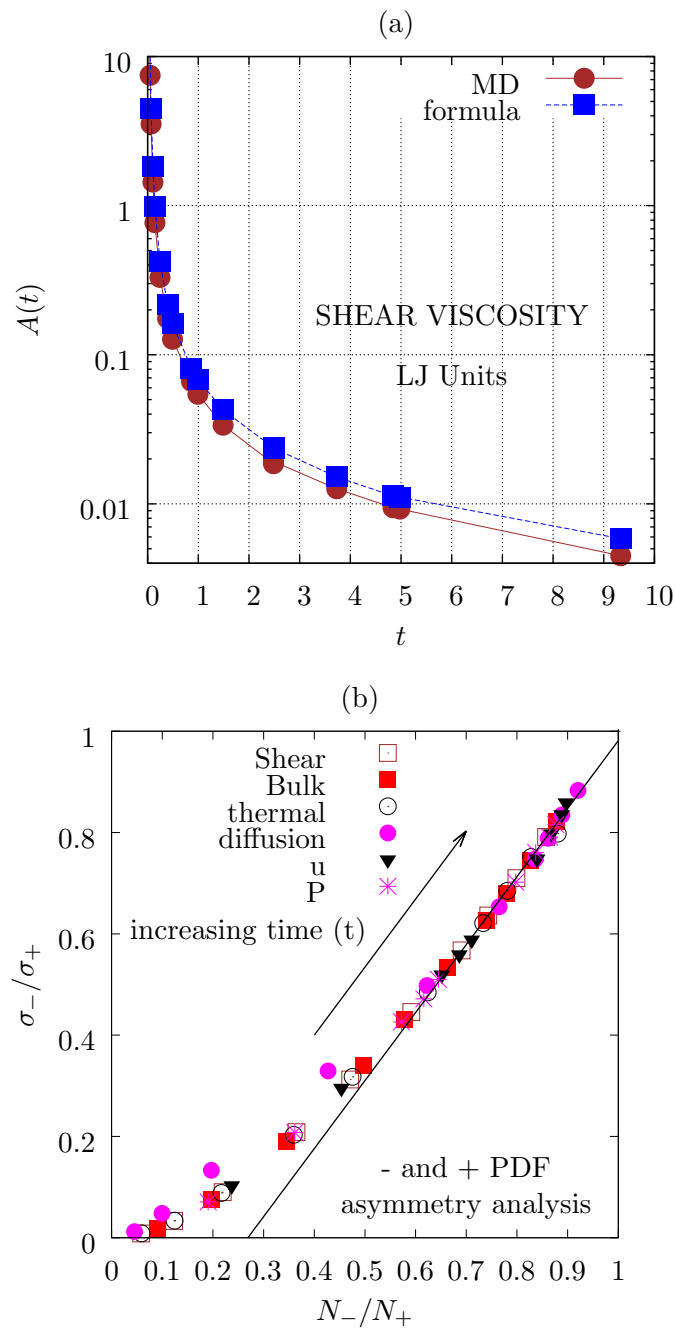 (a)
10
1
0.1
0.01
A(t)
MD
formula
SHEAR VISCOSITY
LJ Units
0 1 2 3 4 5 6 7 8 9 10
t
(b)
1
0.8
0.6
0.4
0.2
0
σ−/σ+
Shear
Bulk
thermal
diffusion
u
P
increasing time (t)
- and + PDF
asymmetry analysis
0 0.1 0.2 0.3 0.4 0.5 0.6 0.7 0.8 0.9 1
N−/N+